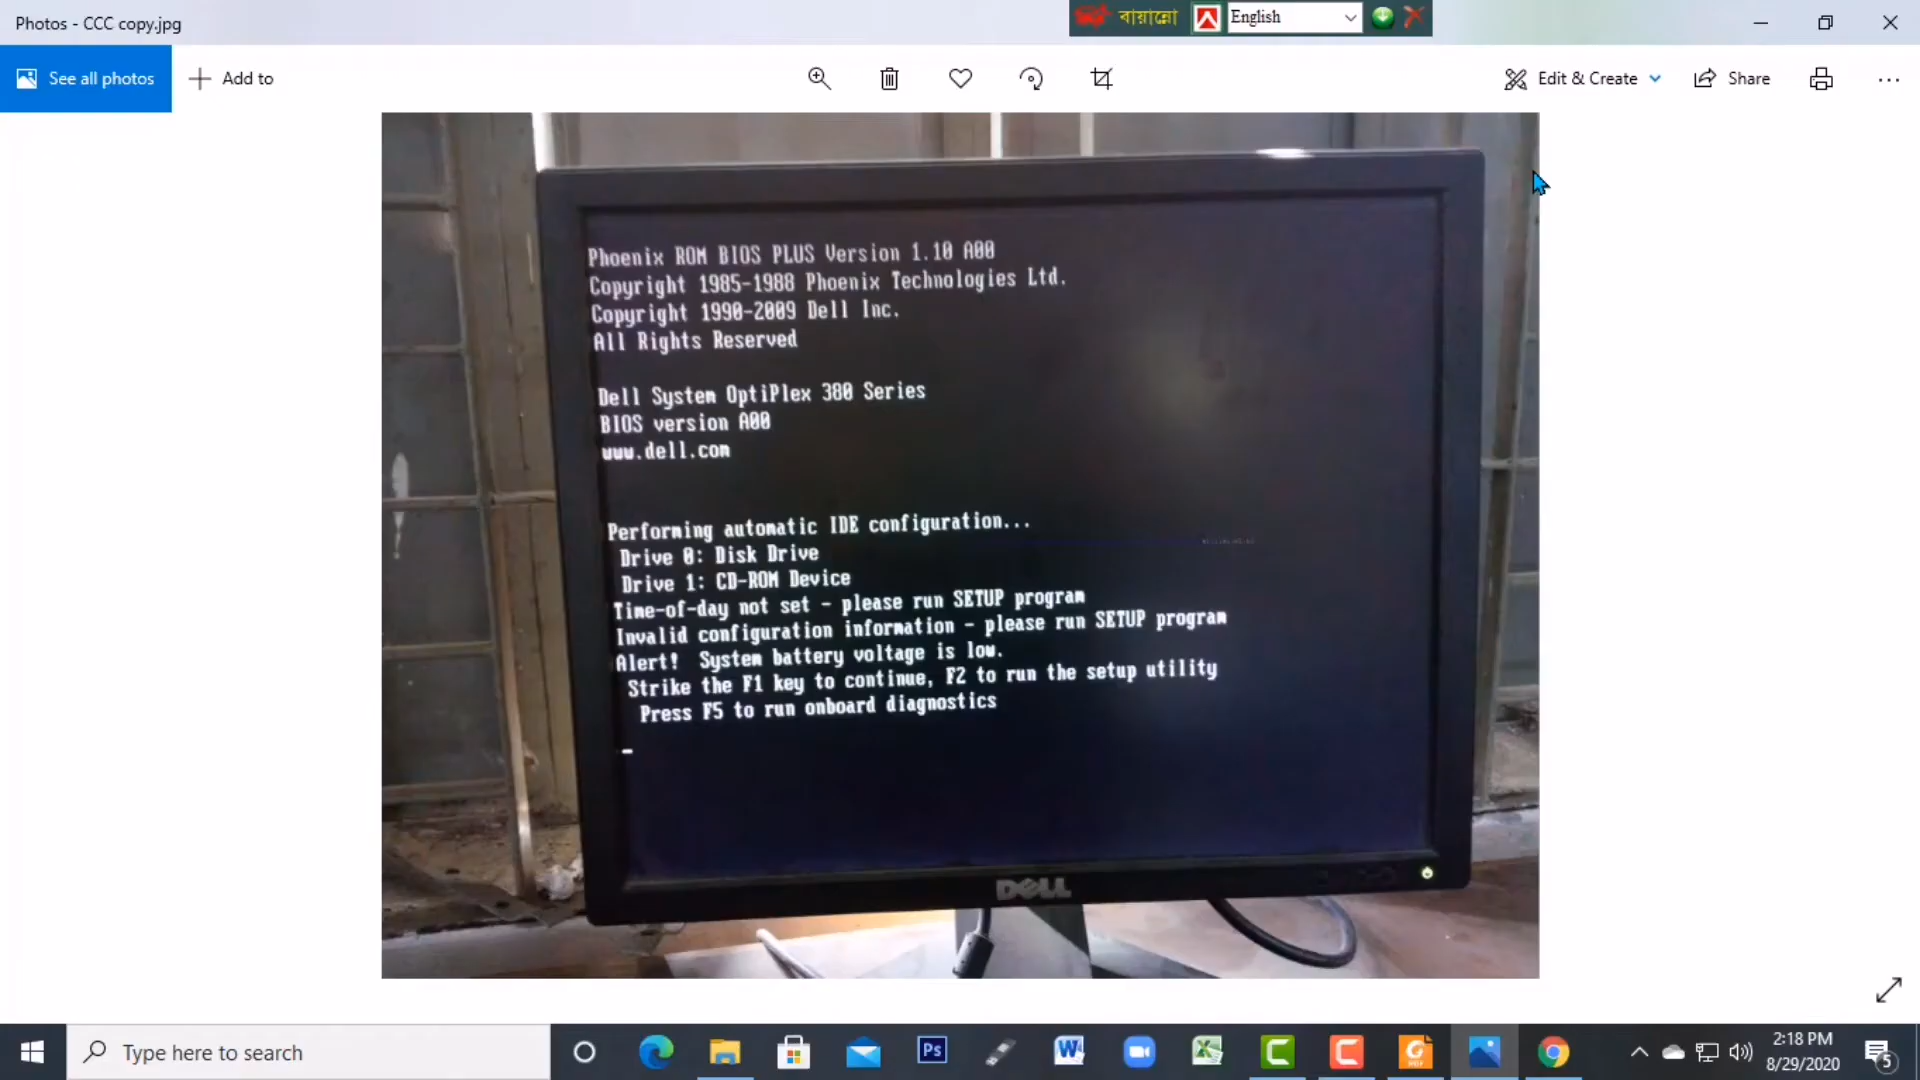 Photos - CCC copy.jpg
বায়ান্নো
English
See all photos
Add to
Edit & Create
Share
Phoenix ROM BIOS PLUS Version 1.10 A00
Copyright 1985-1988 Phoenix Technologies Ltd.
Copyright 1990-2009 Dell Inc.
All Rights Reserved
Dell System OptiPlex 380 Series
BIOS version A00
www.dell.com
Performing automatic IDE configuration...
Drive 0: Disk Drive
Drive 1: CD-ROM Device
Time-of-day not set - please run SETUP program
Invalid configuration information - please run SETUP program
Alert! System battery voltage is low.
Strike the F1 key to continue, F2 to run the setup utility
Press F5 to run onboard diagnostics
DELL
Type here to search
Ps
2:18 PM
8/29/2020
5